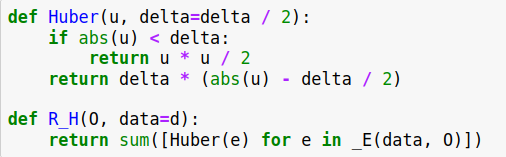 def Huber(u, delta=delta / 2):
    if abs(u) < delta:
        return u * u / 2
    return delta * (abs(u) - delta / 2)

def R_H(O, data=d):
    return sum([Huber(e) for e in _E(data, O)])